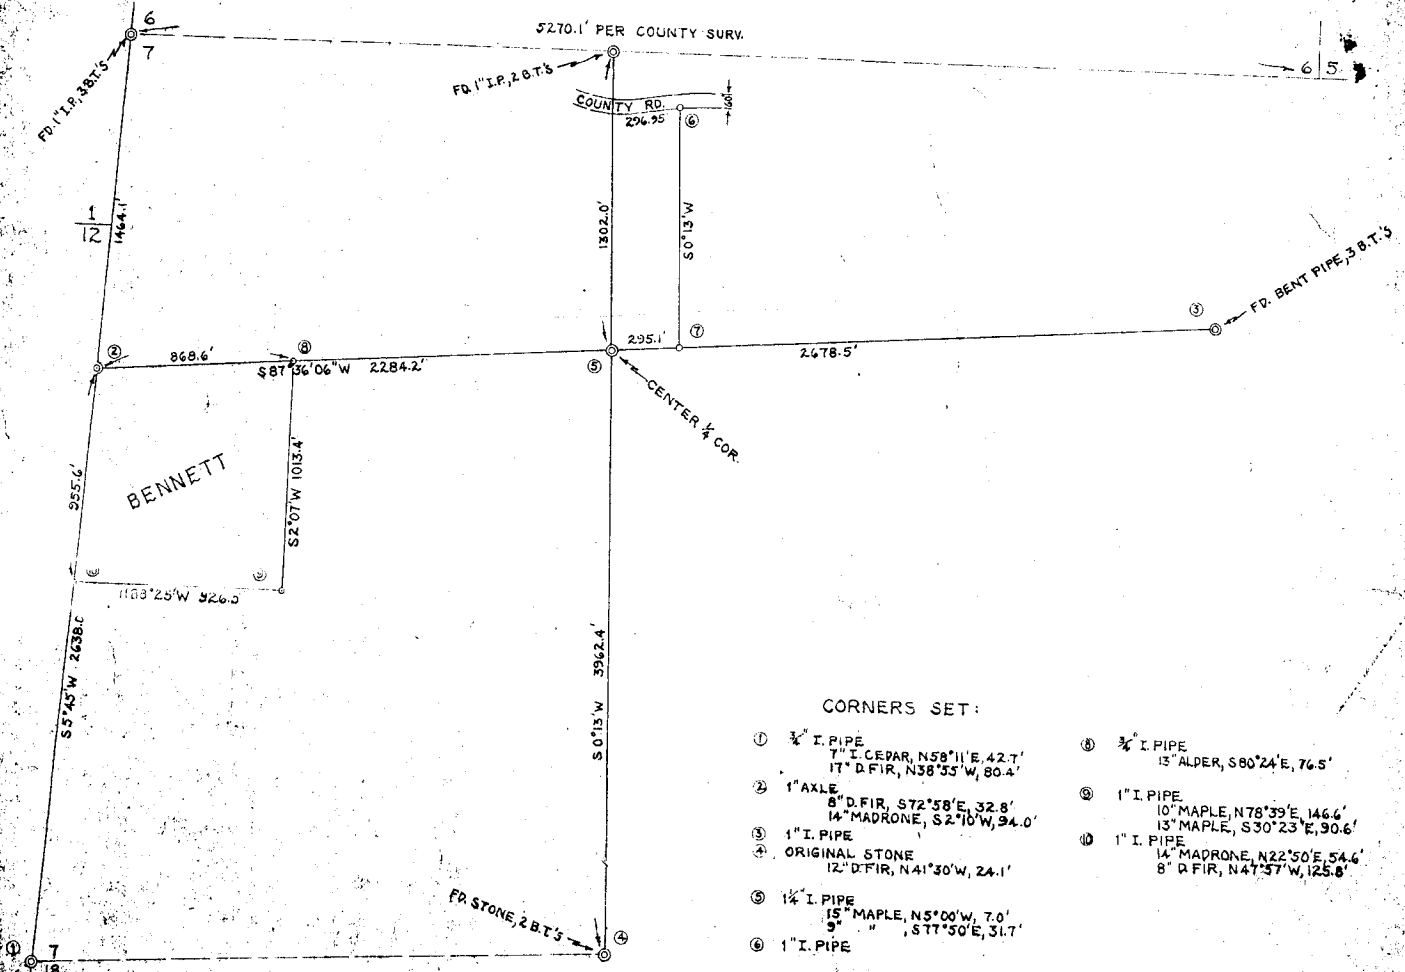 6
7
5270.1' PER COUNTY SURV.
6 5
FD. 1" I.P., 3 B.T.'S
FD. 1" I.P., 2 B.T.'S
COUNTY RD.
296.95
60
⑥
1
12
1464.1'
1302.0'
S 0°13' W
FD. BENT PIPE, 3 B.T.'S
③
②
868.6'
⑧
S 87°36'06" W 2284.2'
295.1'
⑦
2678.5'
⑤
CENTER ¼ COR.
955.6'
BENNETT
S 2°07' W 1013.4'
⑩
⑨
S 5°45' W 2638.0
S 0°13' W 3962.4'
FD. STONE, 2 B.T.'S
④
①
7
18
CORNERS SET:
① ¾" I. PIPE
7" I. CEDAR, N58°11'E, 42.7'
17" D. FIR, N38°55'W, 80.4'
② 1" AXLE
8" D. FIR, S72°58'E, 32.8'
14" MADRONE, S2°10'W, 94.0'
③ 1" I. PIPE
④ ORIGINAL STONE
12" D. FIR, N41°30'W, 24.1'
⑤ 1¼" I. PIPE
15" MAPLE, N5°00'W, 7.0'
9" " , S77°50'E, 31.7'
⑥ 1" I. PIPE
⑧ ¾" I. PIPE
13" ALDER, S80°24'E, 76.5'
⑨ 1" I. PIPE
10" MAPLE, N78°39'E, 146.6'
13" MAPLE, S30°23'E, 90.6'
⑩ 1" I. PIPE
14" MADRONE, N22°50'E, 54.6'
8" D. FIR, N47°57'W, 125.8'